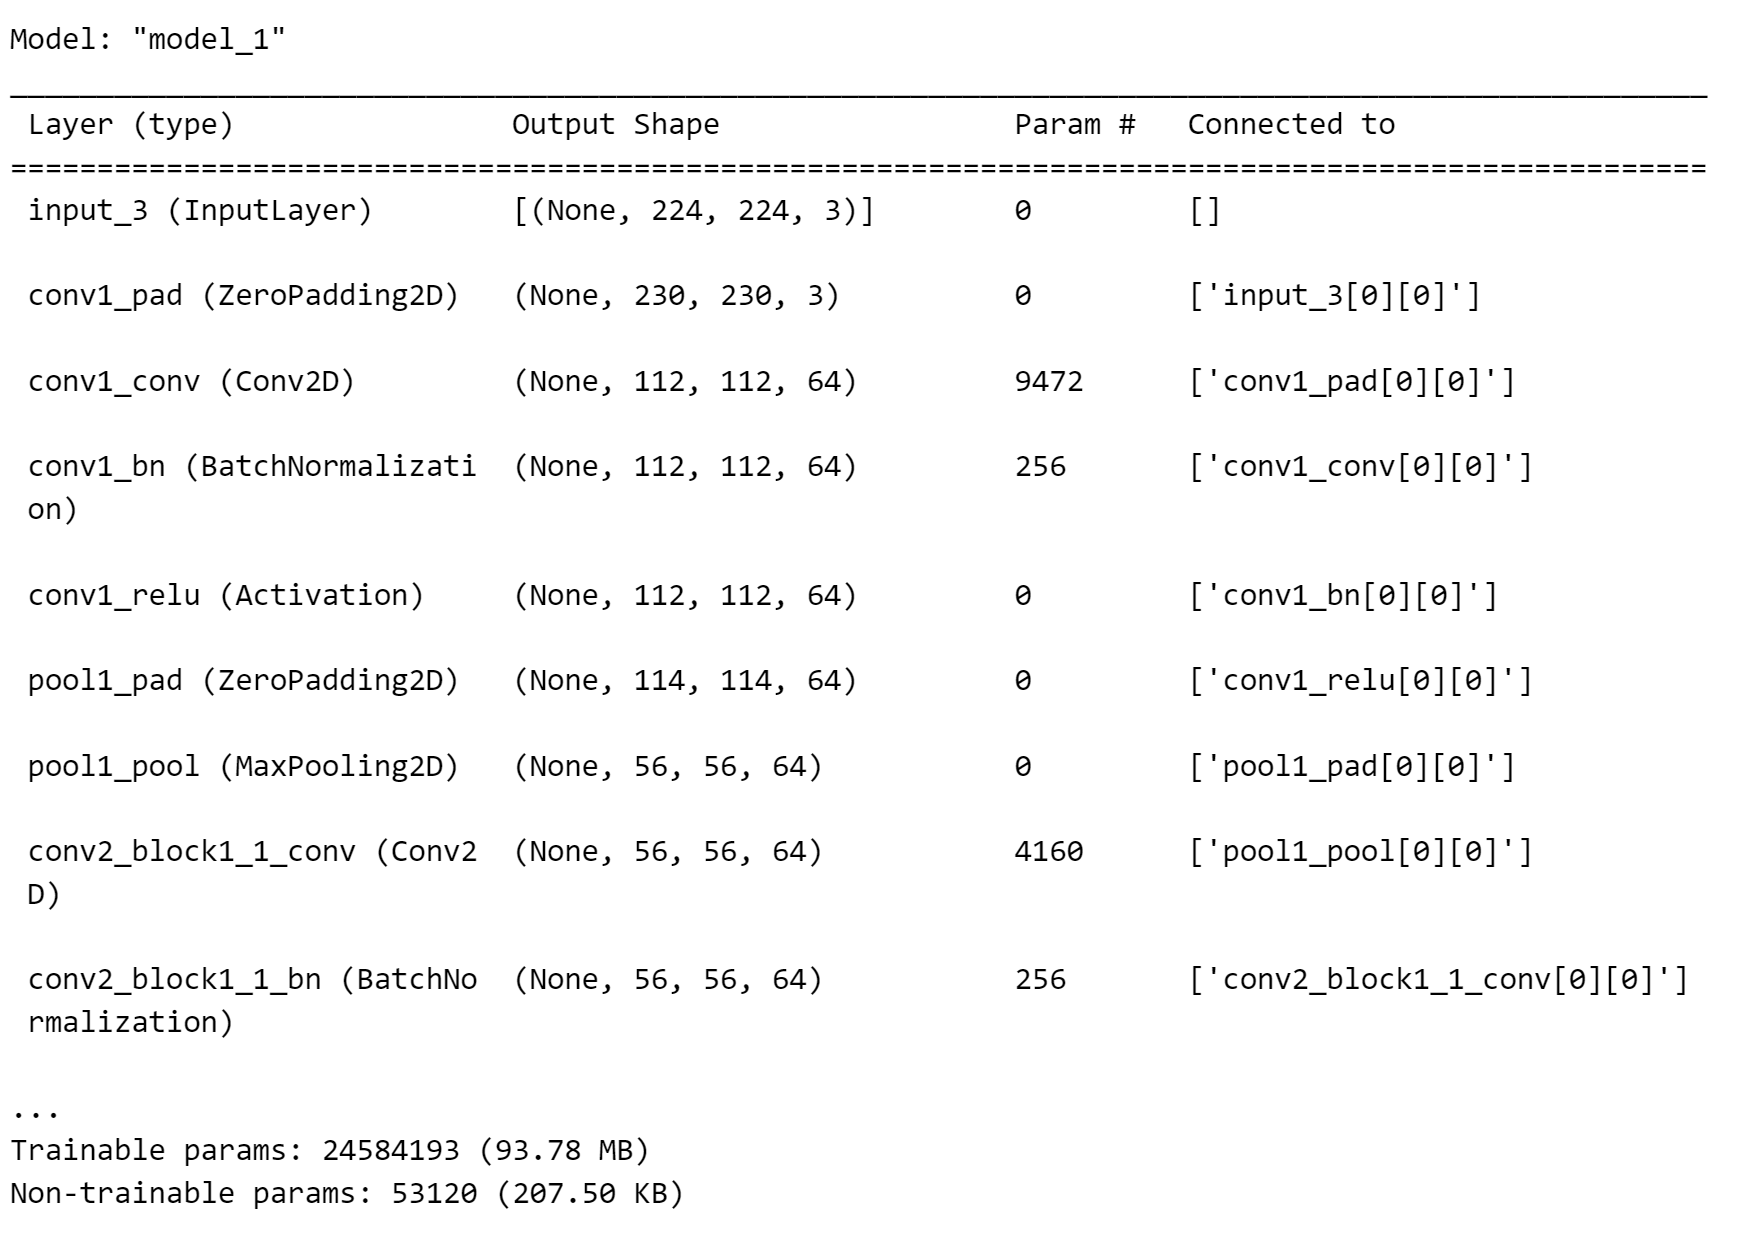 Model: "model_1"
__________________________________________________________________________________________________
Layer (type) Output Shape Param # Connected to
==================================================================================================
input_3 (InputLayer) [(None, 224, 224, 3)] 0 []
conv1_pad (ZeroPadding2D) (None, 230, 230, 3) 0 ['input_3[0][0]']
conv1_conv (Conv2D) (None, 112, 112, 64) 9472 ['conv1_pad[0][0]']
conv1_bn (BatchNormalizati (None, 112, 112, 64) 256 ['conv1_conv[0][0]']
on)
conv1_relu (Activation) (None, 112, 112, 64) 0 ['conv1_bn[0][0]']
pool1_pad (ZeroPadding2D) (None, 114, 114, 64) 0 ['conv1_relu[0][0]']
pool1_pool (MaxPooling2D) (None, 56, 56, 64) 0 ['pool1_pad[0][0]']
conv2_block1_1_conv (Conv2 (None, 56, 56, 64) 4160 ['pool1_pool[0][0]']
D)
conv2_block1_1_bn (BatchNo (None, 56, 56, 64) 256 ['conv2_block1_1_conv[0][0]']
rmalization)
...
Trainable params: 24584193 (93.78 MB)
Non-trainable params: 53120 (207.50 KB)